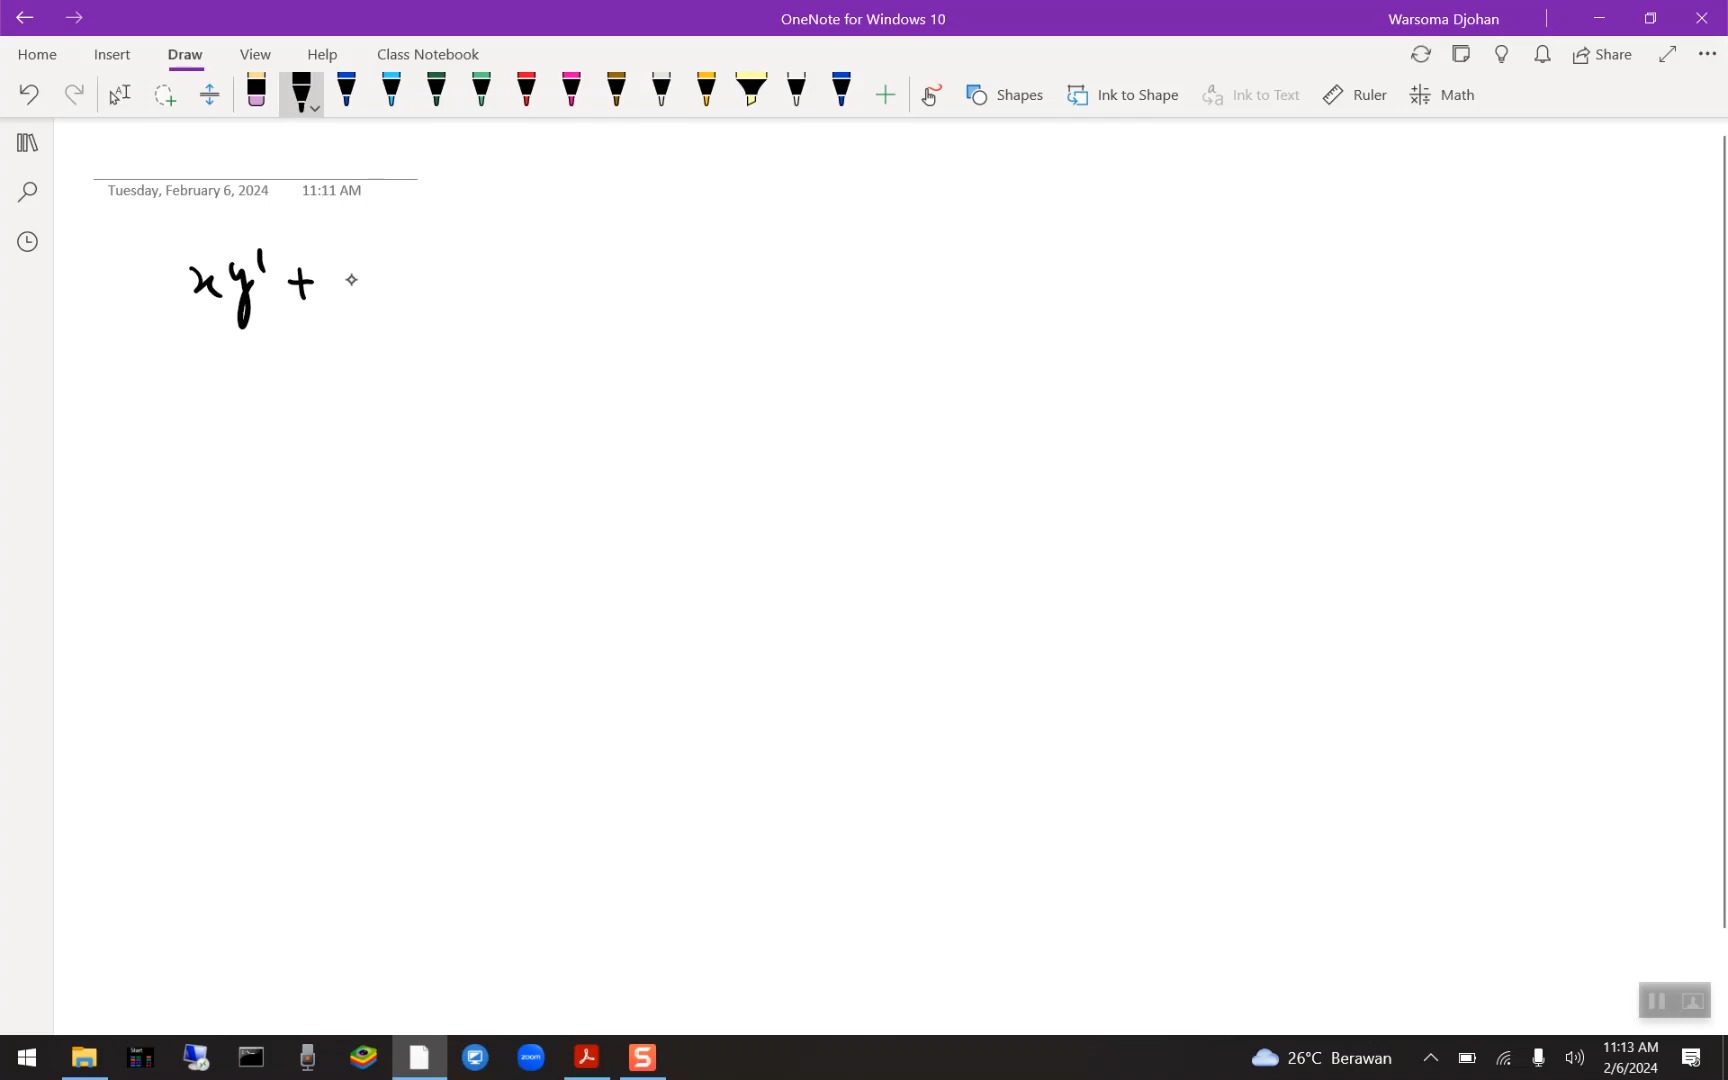 OneNote for Windows 10
Warsoma Djohan
Home Insert Draw View Help Class Notebook
Share
Shapes Ink to Shape Ink to Text Ruler Math
Tuesday, February 6, 2024 11:11 AM
xy' +
Start
zoom
S
26°C Berawan
11:13 AM
2/6/2024